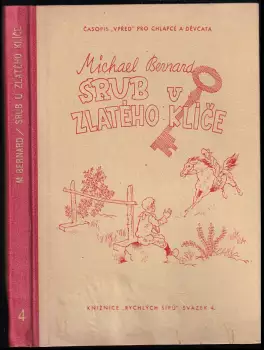 ČASOPIS „VPŘED" PRO CHLAPCE A DĚVČATA
Michael Bernard
SRUB U
ZLATÉHO KLÍČE
KNIŽNICE „RYCHLÝCH ŠÍPŮ" SVAZEK 4.
M. BERNARD / SRUB U ZLATÉHO KLÍČE
4